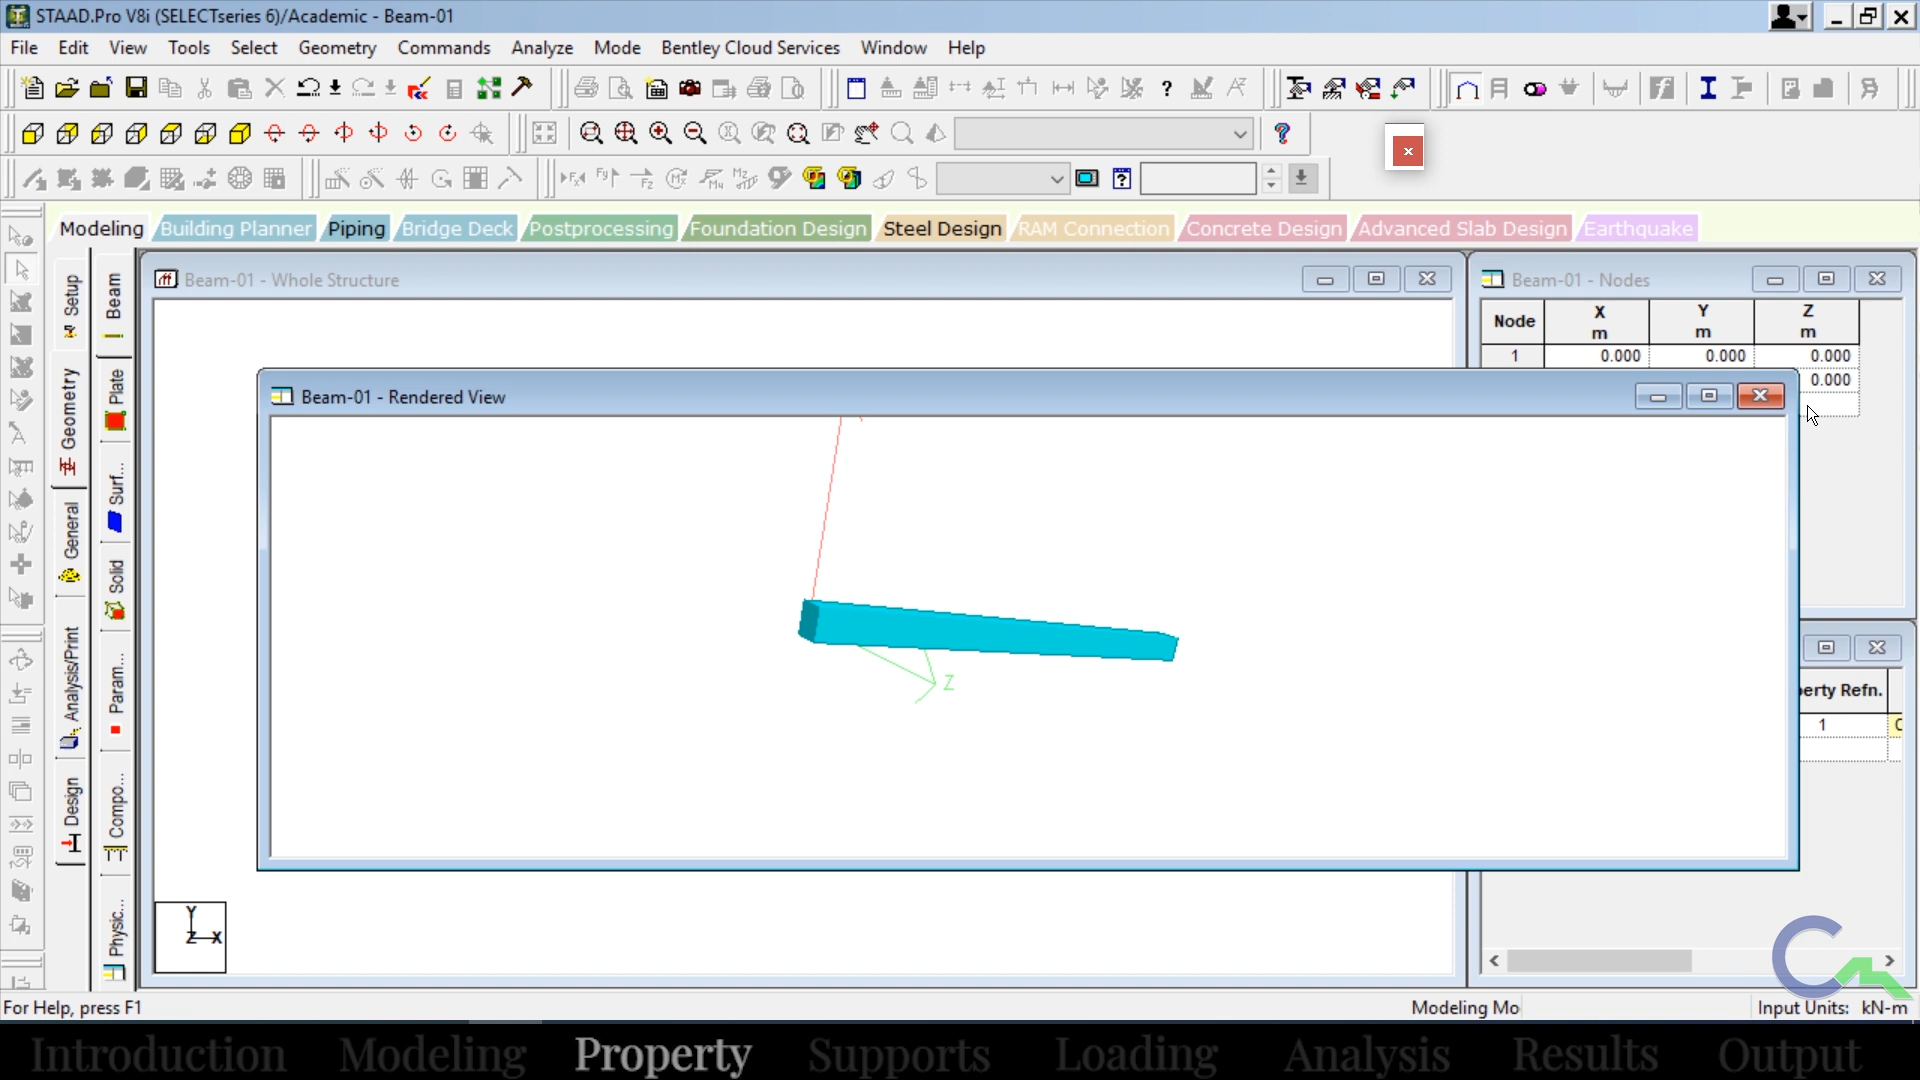 STAAD.Pro V8i (SELECTseries 6)/Academic - Beam-01
File Edit View Tools Select Geometry Commands Analyze Mode Bentley Cloud Services Window Help
Modeling Building Planner Piping Bridge Deck Postprocessing Foundation Design Steel Design RAM Connection Concrete Design Advanced Slab Design Earthquake
Setup
Geometry
General
Analysis/Print
Design
Beam
Plate
Surf...
Solid
Param...
Compo...
Physic...
Beam-01 - Whole Structure
Beam-01 - Nodes
Node X m Y m Z m
1 0.000 0.000 0.000
0.000
Beam-01 - Rendered View
Z
erty Refn.
1 C
Y
Z X
For Help, press F1
Modeling Mo
Input Units: kN-m
Introduction Modeling Property Supports Loading Analysis Results Output